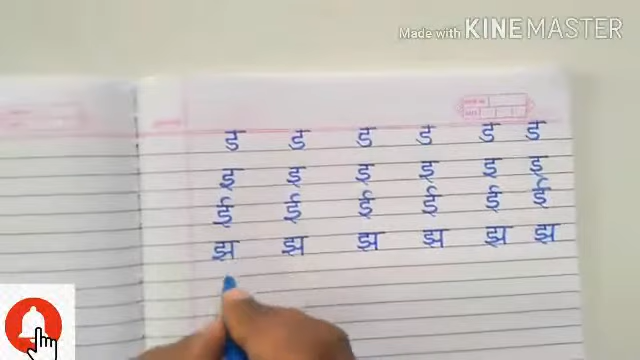 Made with KINEMASTER
ड ड ड ड ड ड
इ इ इ इ इ इ
ई ई ई ई ई ई
झ झ झ झ झ झ